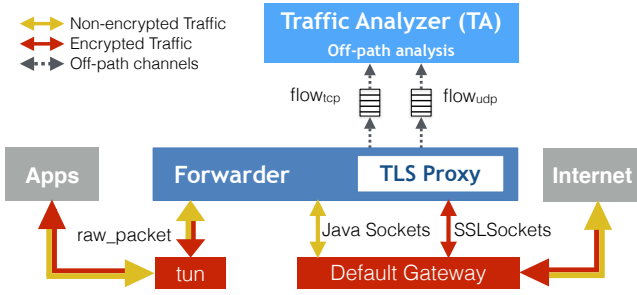 Traffic Analyzer (TA)
Off-path analysis
Non-encrypted Traffic
Encrypted Traffic
Off-path channels
flowtcp
flowudp
Apps
Forwarder
TLS Proxy
Internet
raw_packet
Java Sockets
SSLSockets
tun
Default Gateway